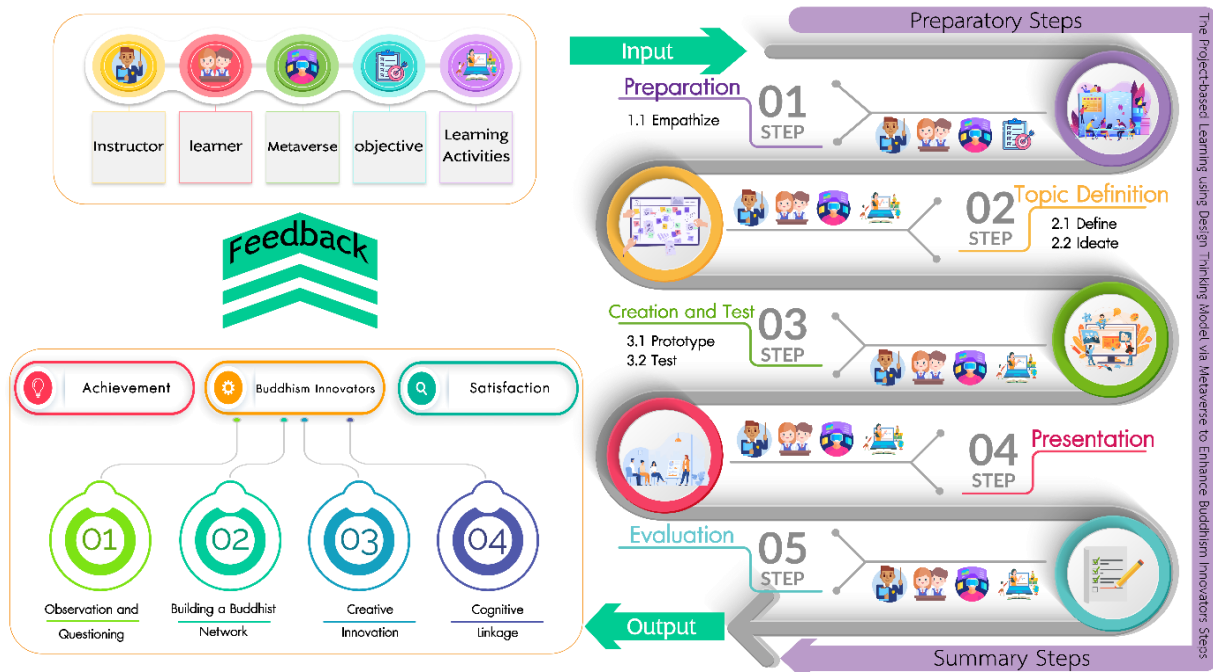 Instructor
learner
Metaverse
objective
Learning
Activities
Feedback
Achievement
Buddhism Innovators
Satisfaction
01
02
03
04
Observation and
Questioning
Building a Buddhist
Network
Creative
Innovation
Cognitive
Linkage
Input
Preparatory Steps
Preparation
1.1 Empathize
01
STEP
02
STEP
Topic Definition
2.1 Define
2.2 Ideate
Creation and Test
3.1 Prototype
3.2 Test
03
STEP
04
STEP
Presentation
Evaluation
05
STEP
Output
Summary Steps
The Project-based Learning using Design Thinking Model via Metaverse to Enhance Buddhism Innovators Steps